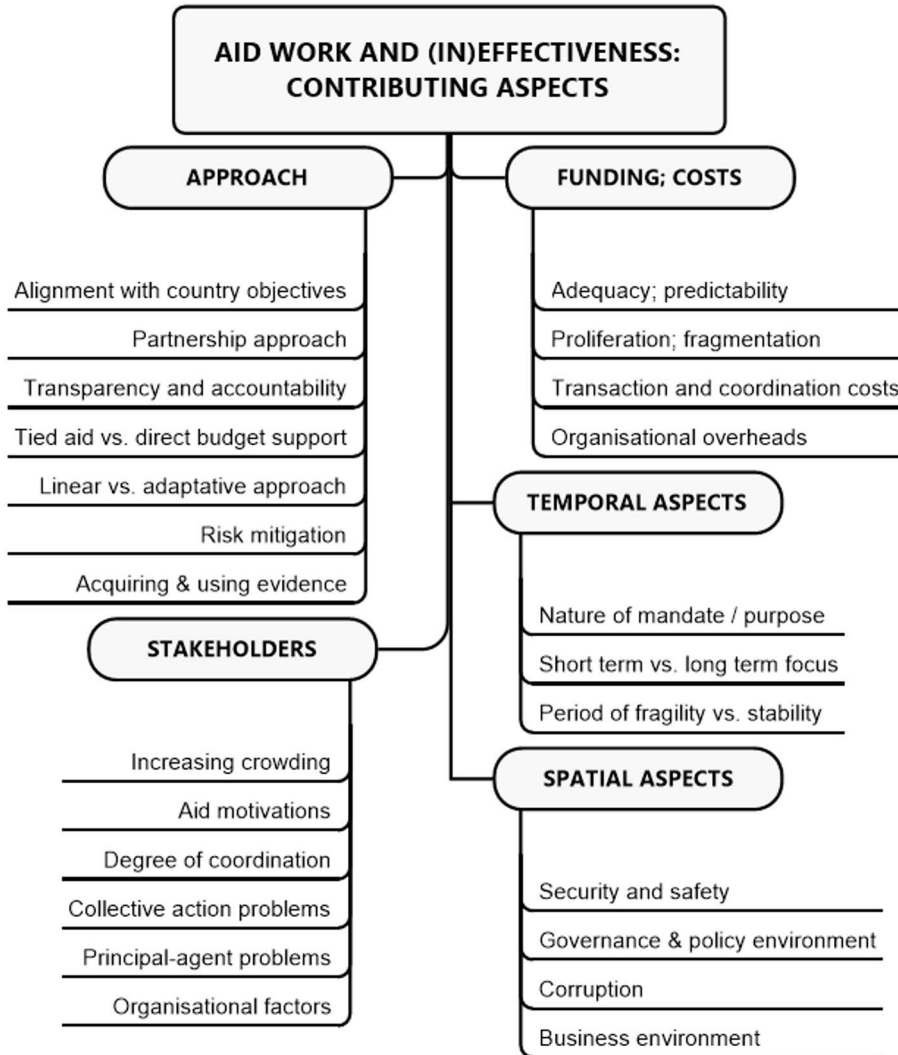 AID WORK AND (IN)EFFECTIVENESS:
CONTRIBUTING ASPECTS
APPROACH
Alignment with country objectives
Partnership approach
Transparency and accountability
Tied aid vs. direct budget support
Linear vs. adaptative approach
Risk mitigation
Acquiring & using evidence
STAKEHOLDERS
Increasing crowding
Aid motivations
Degree of coordination
Collective action problems
Principal-agent problems
Organisational factors
FUNDING; COSTS
Adequacy; predictability
Proliferation; fragmentation
Transaction and coordination costs
Organisational overheads
TEMPORAL ASPECTS
Nature of mandate / purpose
Short term vs. long term focus
Period of fragility vs. stability
SPATIAL ASPECTS
Security and safety
Governance & policy environment
Corruption
Business environment